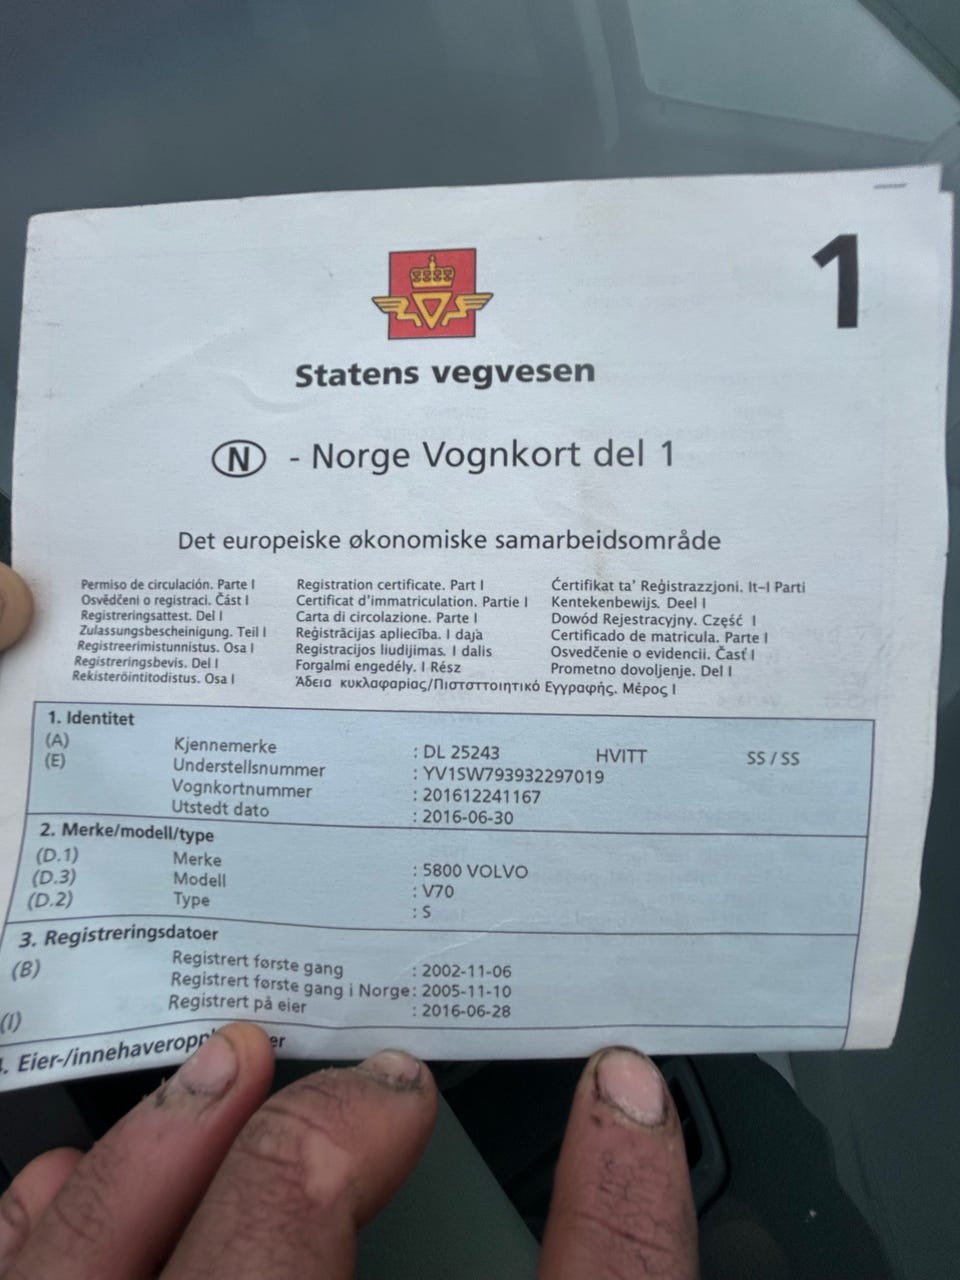 1
Statens vegvesen
N - Norge Vognkort del 1
Det europeiske økonomiske samarbeidsområde
Permiso de circulación. Parte I
Osvědčeni o registraci. Část I
Registreringsattest. Del I
Zulassungsbescheinigung. Teil I
Registreerimistunnistus. Osa I
Registreringsbevis. Del I
Rekisteröintitodistus. Osa I
Registration certificate. Part I
Certificat d'immatriculation. Partie I
Carta di circolazione. Parte I
Reģistrācijas apliecība. I daļa
Registracijos liudijimas. I dalis
Forgalmi engedély. I Rész
Άδεια κυκλαφαρίας/Πιστοττοιητικό Εγγραφής. Μέρος I
Ċertifikat ta' Reġistrazzjoni. It-I Parti
Kentekenbewijs. Deel I
Dowód Rejestracyjny. Część I
Certificado de matricula. Parte I
Osvedčenie o evidencii. Časť I
Prometno dovoljenje. Del I
1. Identitet
(A) Kjennemerke : DL 25243 HVITT SS / SS
(E) Understellsnummer : YV1SW793932297019
Vognkortnummer : 201612241167
Utstedt dato : 2016-06-30
2. Merke/modell/type
(D.1) Merke : 5800 VOLVO
(D.3) Modell : V70
(D.2) Type : S
3. Registreringsdatoer
(B) Registrert første gang : 2002-11-06
Registrert første gang i Norge : 2005-11-10
(I) Registrert på eier : 2016-06-28